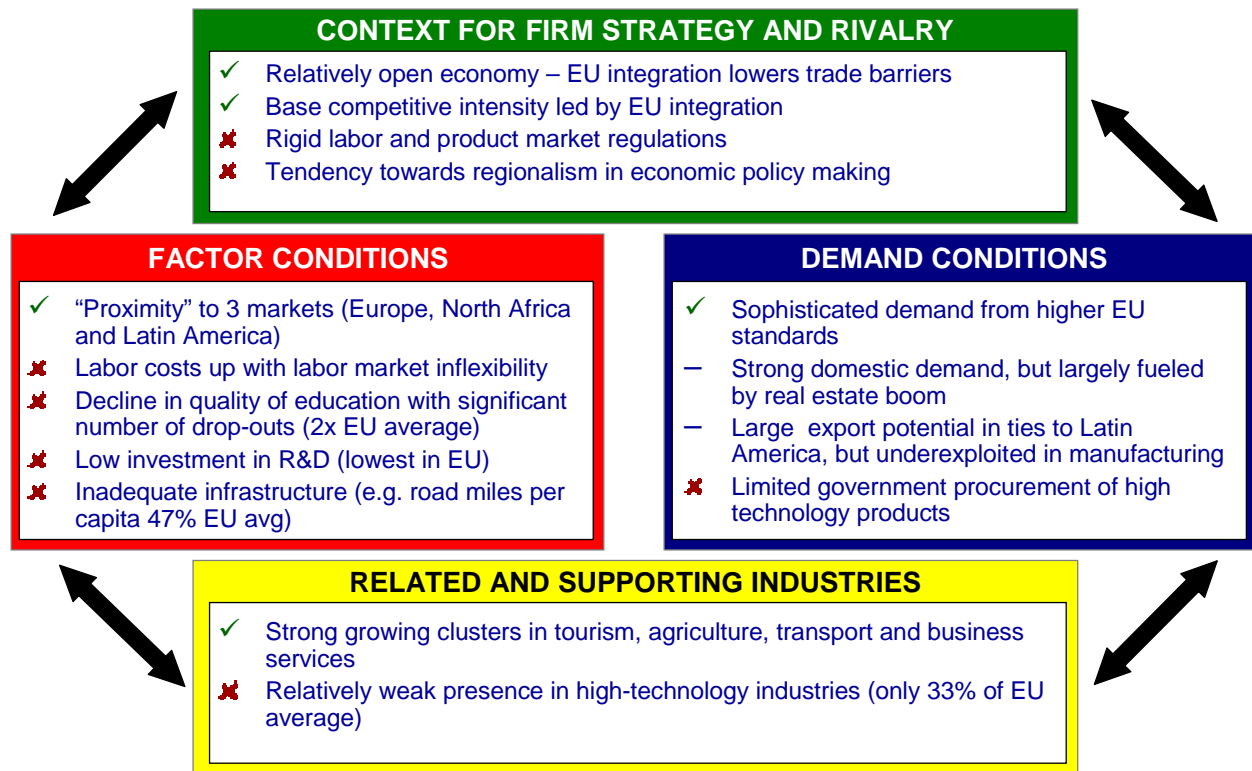 CONTEXT FOR FIRM STRATEGY AND RIVALRY
✓ Relatively open economy – EU integration lowers trade barriers
✓ Base competitive intensity led by EU integration
✘ Rigid labor and product market regulations
✘ Tendency towards regionalism in economic policy making
FACTOR CONDITIONS
✓ “Proximity” to 3 markets (Europe, North Africa
and Latin America)
✘ Labor costs up with labor market inflexibility
✘ Decline in quality of education with significant
number of drop-outs (2x EU average)
✘ Low investment in R&D (lowest in EU)
✘ Inadequate infrastructure (e.g. road miles per
capita 47% EU avg)
DEMAND CONDITIONS
✓ Sophisticated demand from higher EU
standards
– Strong domestic demand, but largely fueled
by real estate boom
– Large export potential in ties to Latin
America, but underexploited in manufacturing
✘ Limited government procurement of high
technology products
RELATED AND SUPPORTING INDUSTRIES
✓ Strong growing clusters in tourism, agriculture, transport and business
services
✘ Relatively weak presence in high-technology industries (only 33% of EU
average)